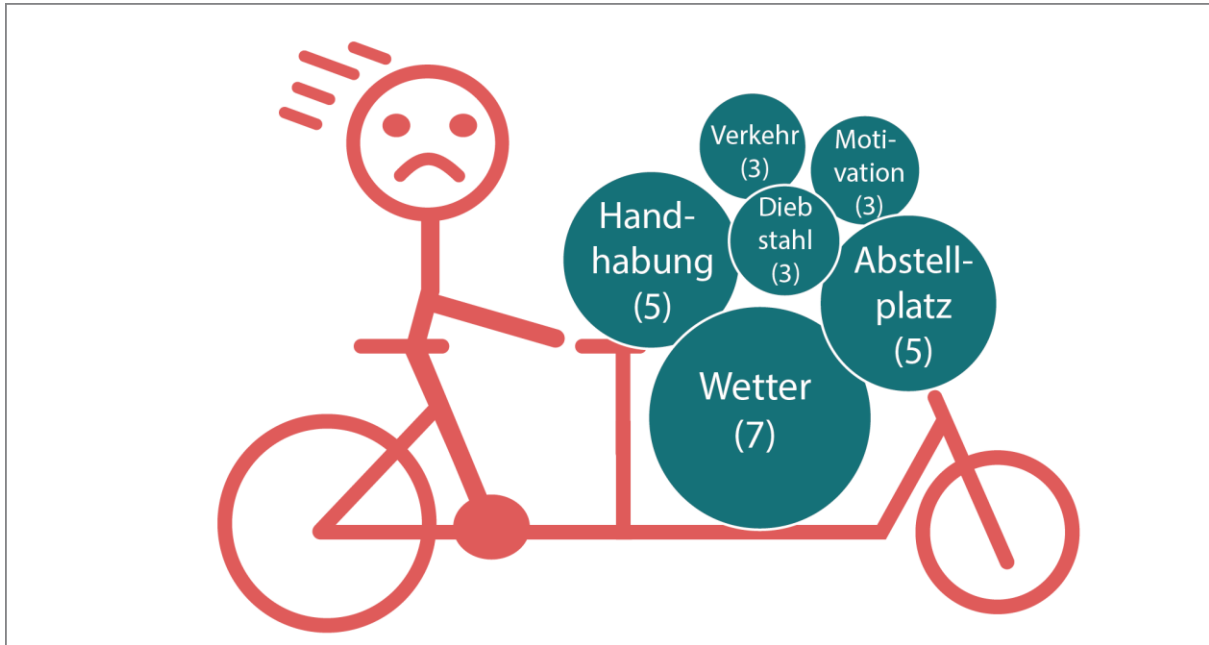 Verkehr
(3)
Moti-
vation
(3)
Hand-
habung
(5)
Dieb
stahl
(3)
Abstell-
platz
(5)
Wetter
(7)